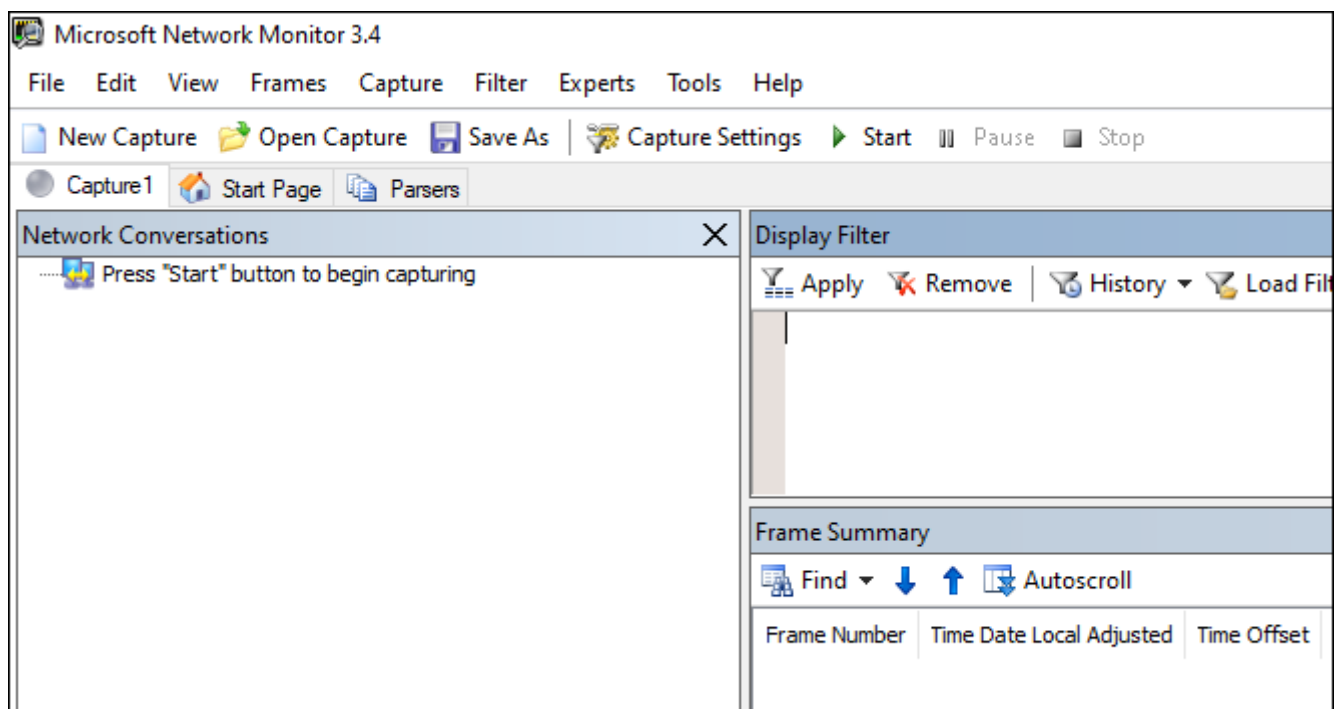 Microsoft Network Monitor 3.4
File Edit View Frames Capture Filter Experts Tools Help
New Capture Open Capture Save As Capture Settings Start Pause Stop
Capture1 Start Page Parsers
Network Conversations
Press "Start" button to begin capturing
Display Filter
Apply Remove History Load Filt
Frame Summary
Find Autoscroll
Frame Number Time Date Local Adjusted Time Offset